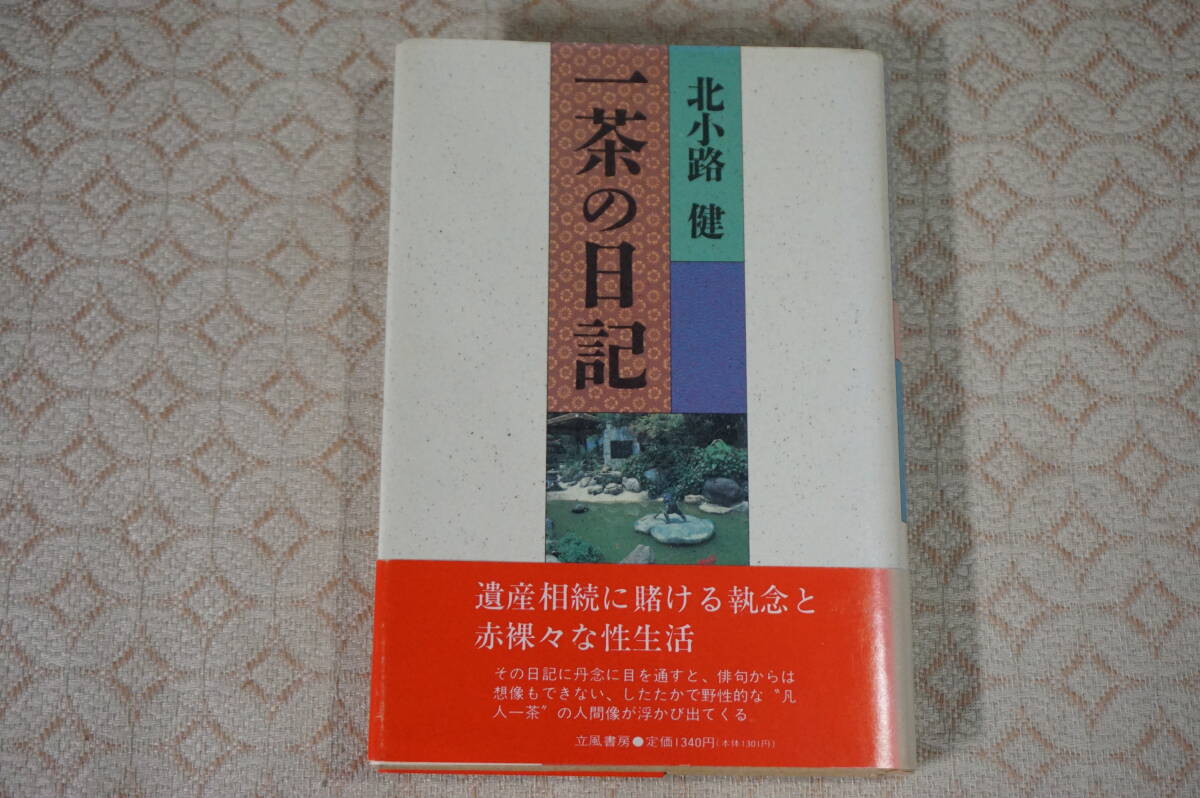 北小路 健
一茶の日記
遺産相続に賭ける執念と
赤裸々な性生活
その日記に丹念に目を通すと、俳句からは
想像もできない、したたかで野性的な〝凡
人一茶〟の人間像が浮かび出てくる
立風書房●定価1340円(本体1301円)